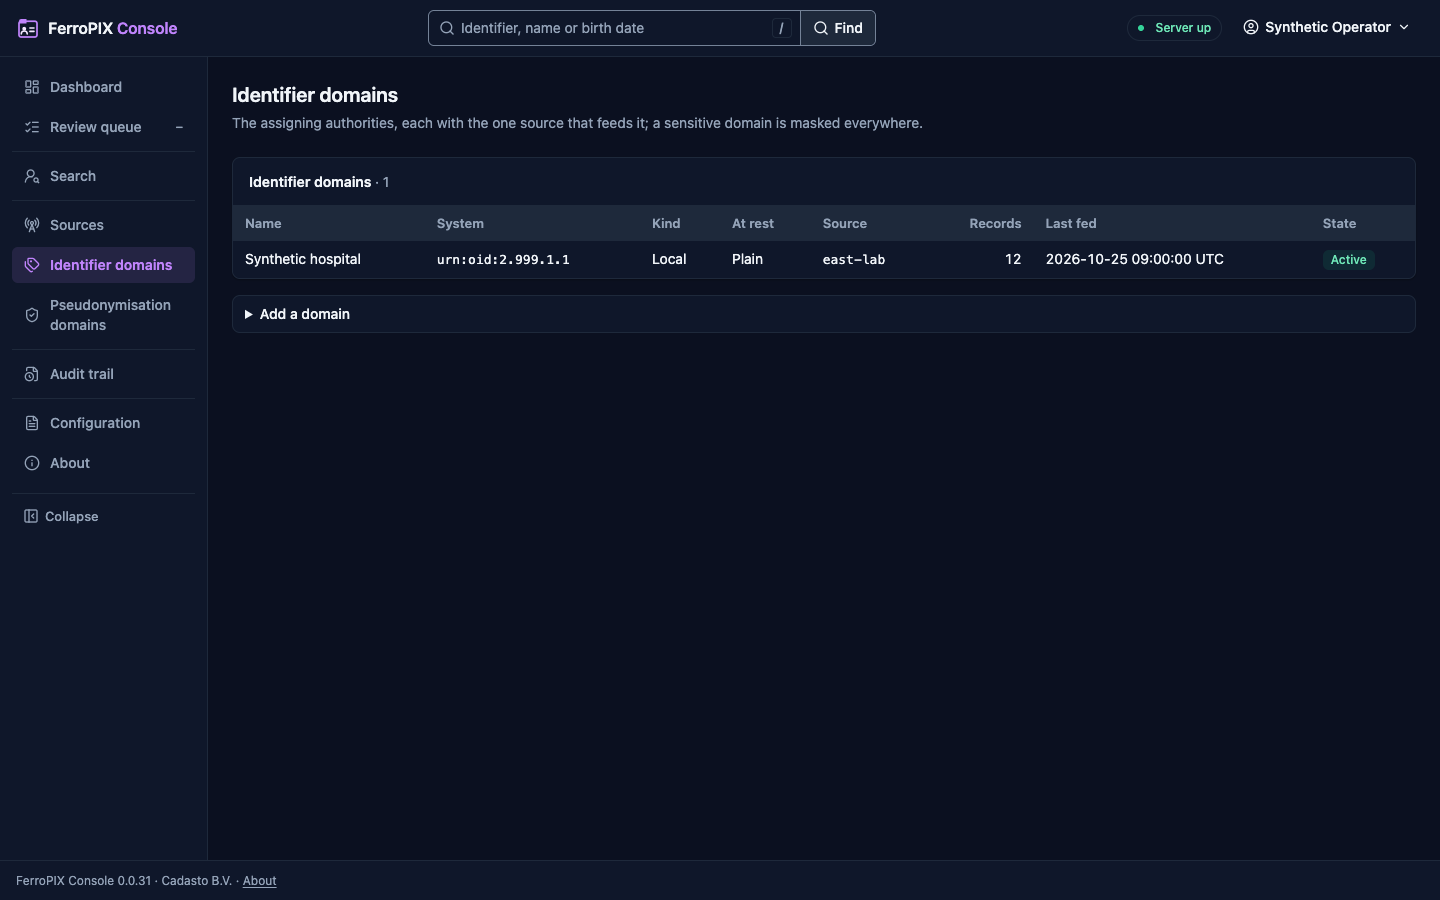 FerroPIX Console
Identifier, name or birth date
/
Find
Server up
Synthetic Operator
Dashboard
Review queue –
Search
Sources
Identifier domains
Pseudonymisation
domains
Audit trail
Configuration
About
Collapse
Identifier domains
The assigning authorities, each with the one source that feeds it; a sensitive domain is masked everywhere.
Identifier domains · 1
Name System Kind At rest Source Records Last fed State
Synthetic hospital urn:oid:2.999.1.1 Local Plain east-lab 12 2026-10-25 09:00:00 UTC Active
Add a domain
FerroPIX Console 0.0.31 · Cadasto B.V. · About